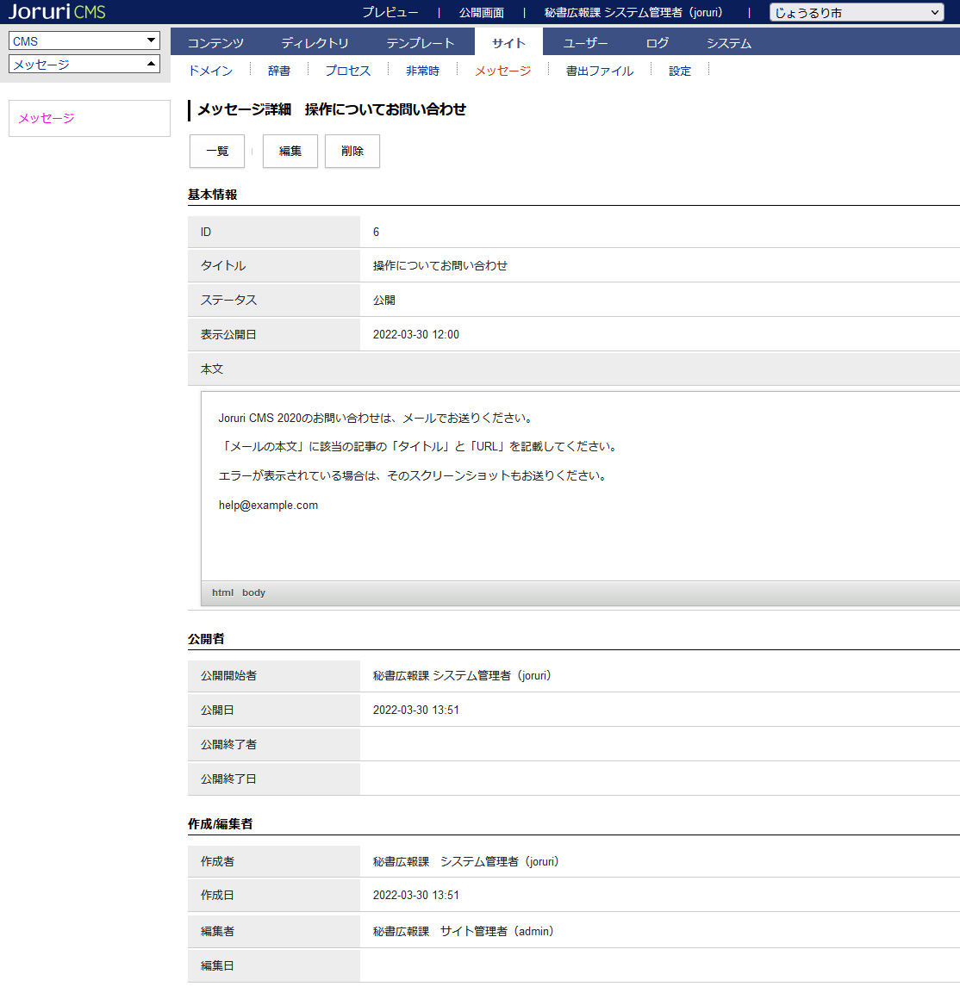 Joruri CMS
プレビュー | 公開画面 | 秘書広報課 システム管理者（joruri） | じょうるり市
CMS
メッセージ
コンテンツ ディレクトリ テンプレート サイト ユーザー ログ システム
ドメイン 辞書 プロセス 非常時 メッセージ 書出ファイル 設定
メッセージ
メッセージ詳細　操作についてお問い合わせ
一覧 編集 削除
基本情報
ID 6
タイトル 操作についてお問い合わせ
ステータス 公開
表示公開日 2022-03-30 12:00
本文
Joruri CMS 2020のお問い合わせは、メールでお送りください。
「メールの本文」に該当の記事の「タイトル」と「URL」を記載してください。
エラーが表示されている場合は、そのスクリーンショットもお送りください。
help@example.com
html body
公開者
公開開始者 秘書広報課 システム管理者（joruri）
公開日 2022-03-30 13:51
公開終了者
公開終了日
作成/編集者
作成者 秘書広報課　システム管理者（joruri）
作成日 2022-03-30 13:51
編集者 秘書広報課　サイト管理者（admin）
編集日